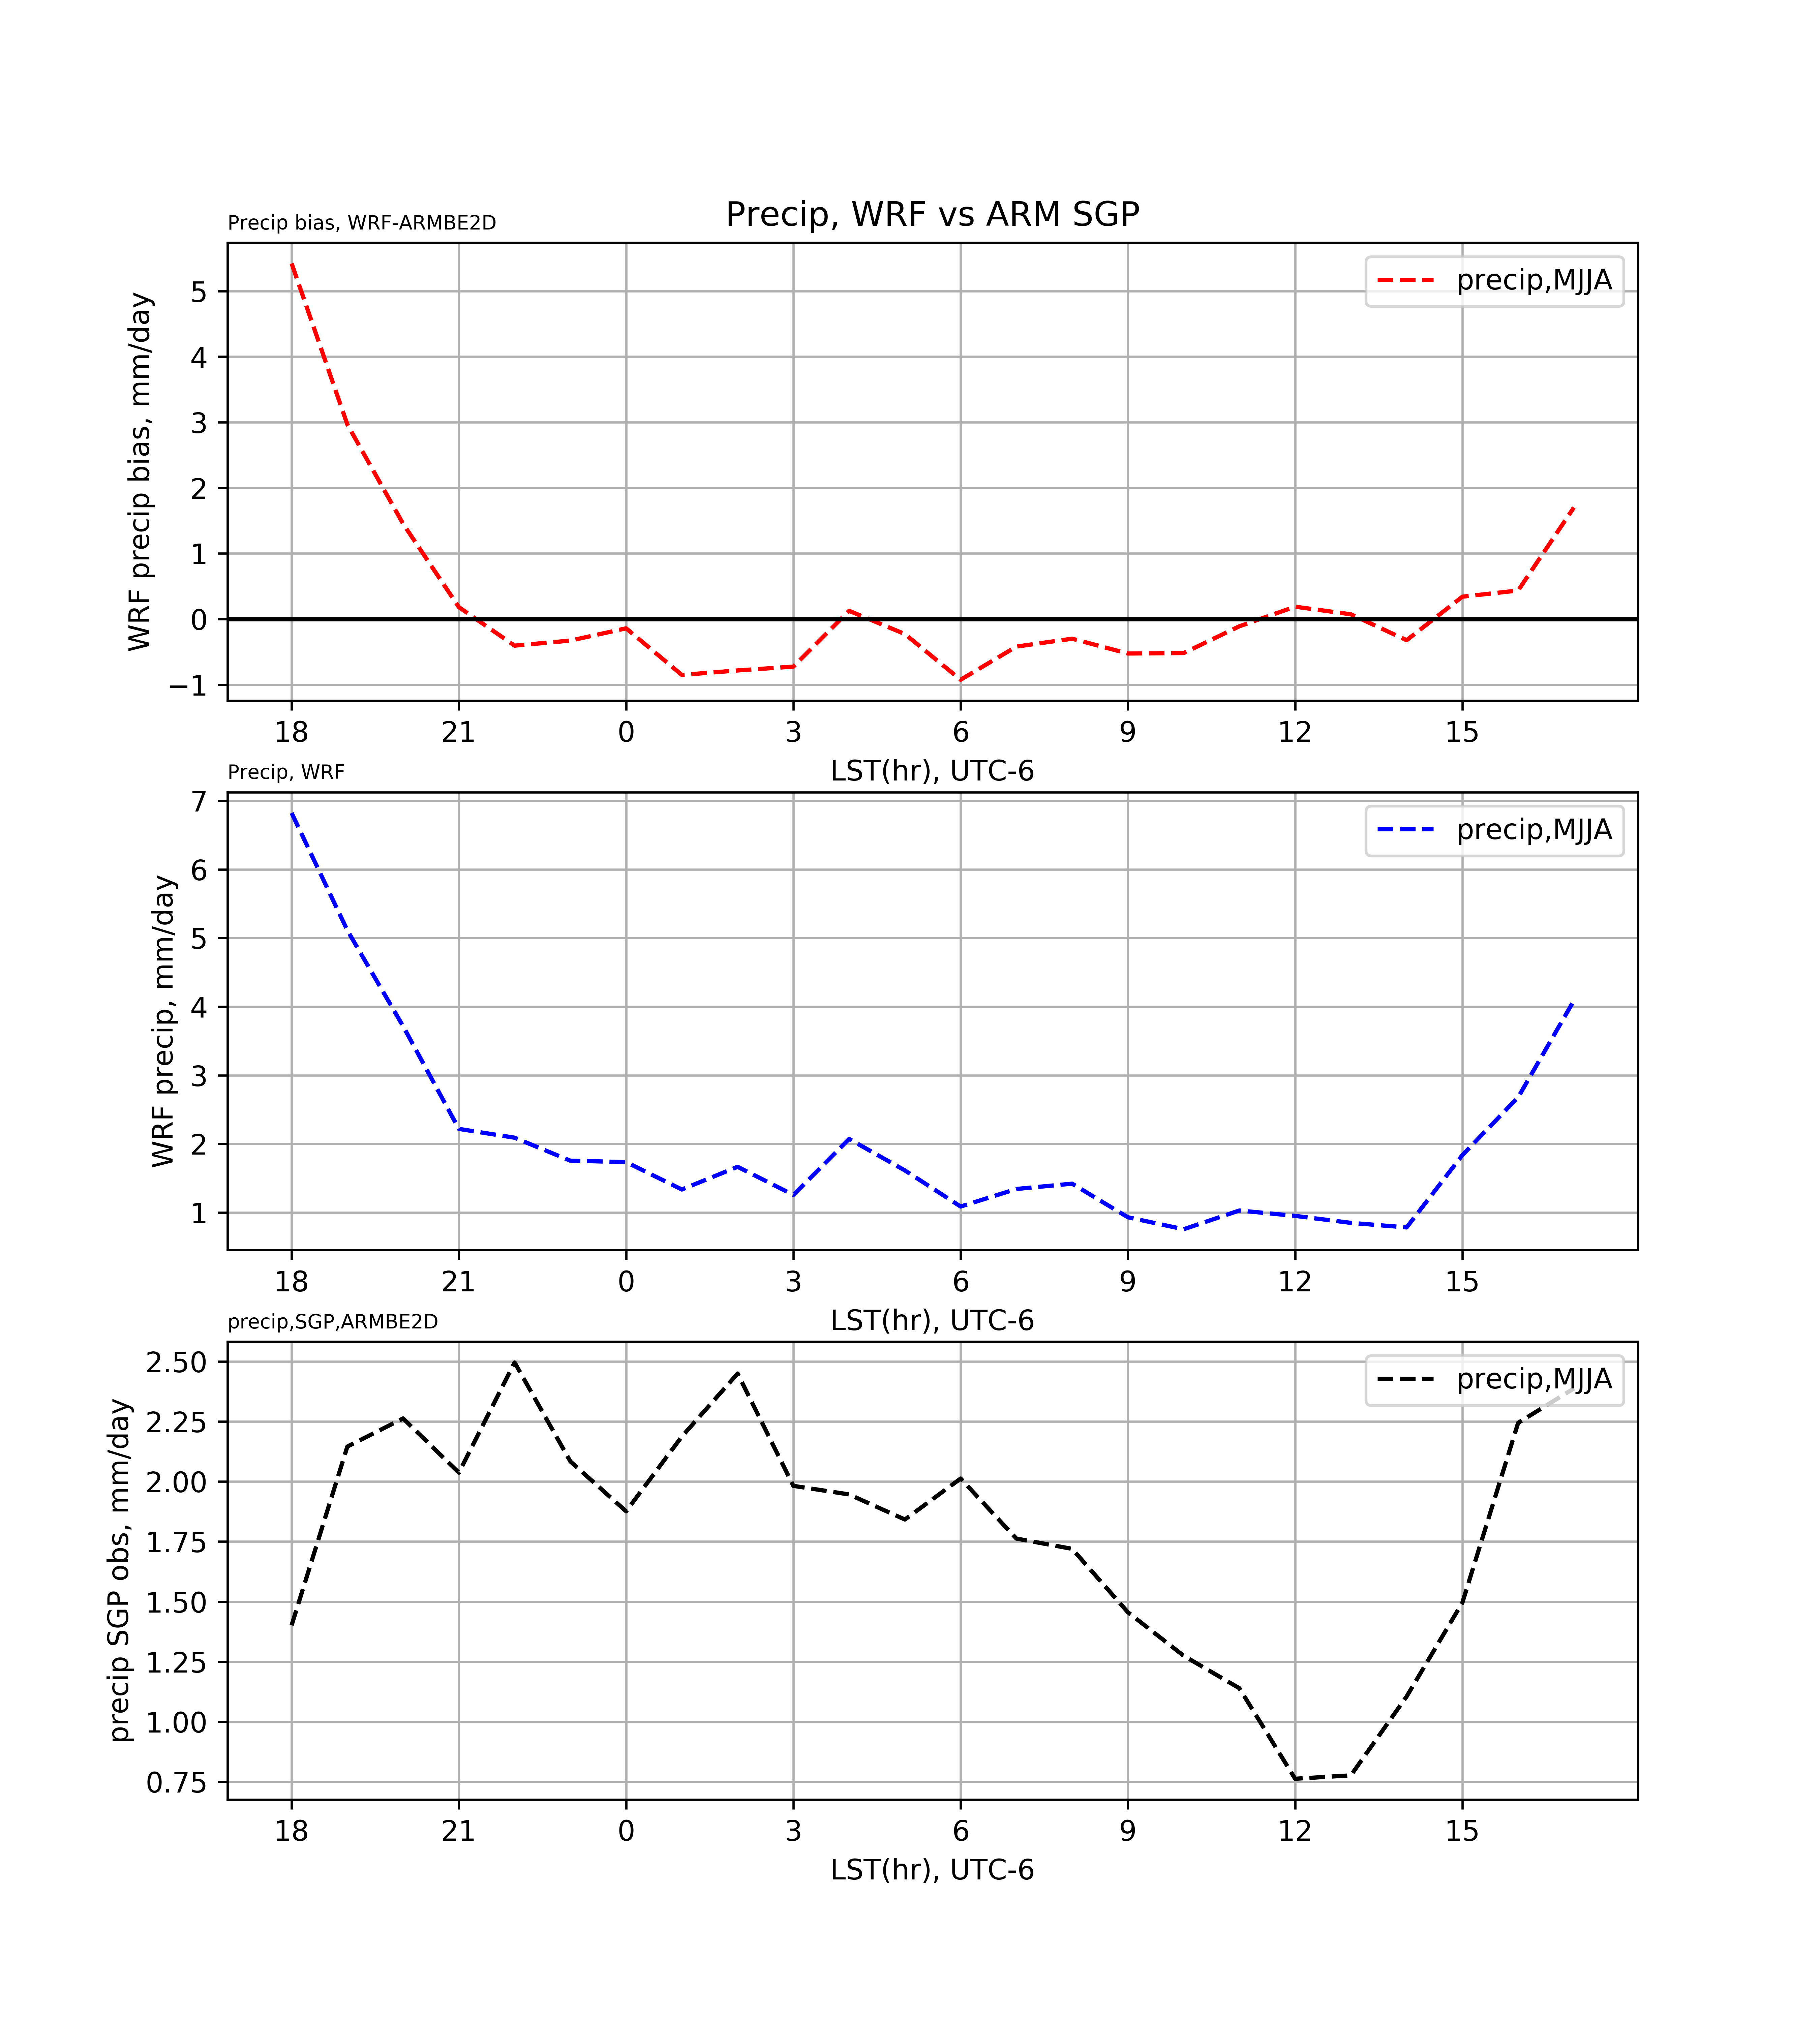 Precip, WRF vs ARM SGP
Precip bias, WRF-ARMBE2D
WRF precip bias, mm/day
5
4
3
2
1
0
−1
precip,MJJA
18 21 0 3 6 9 12 15
LST(hr), UTC-6
Precip, WRF
WRF precip, mm/day
7
6
5
4
3
2
1
precip,MJJA
18 21 0 3 6 9 12 15
LST(hr), UTC-6
precip,SGP,ARMBE2D
precip SGP obs, mm/day
2.50
2.25
2.00
1.75
1.50
1.25
1.00
0.75
precip,MJJA
18 21 0 3 6 9 12 15
LST(hr), UTC-6